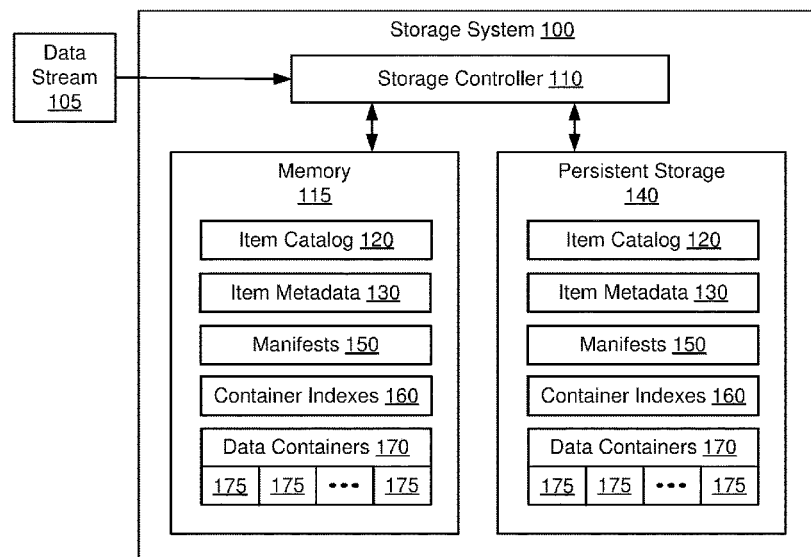 Storage System 100
Data
Stream
105
Storage Controller 110
Memory
115
Item Catalog 120
Item Metadata 130
Manifests 150
Container Indexes 160
Data Containers 170
175 175 ••• 175
Persistent Storage
140
Item Catalog 120
Item Metadata 130
Manifests 150
Container Indexes 160
Data Containers 170
175 175 ••• 175